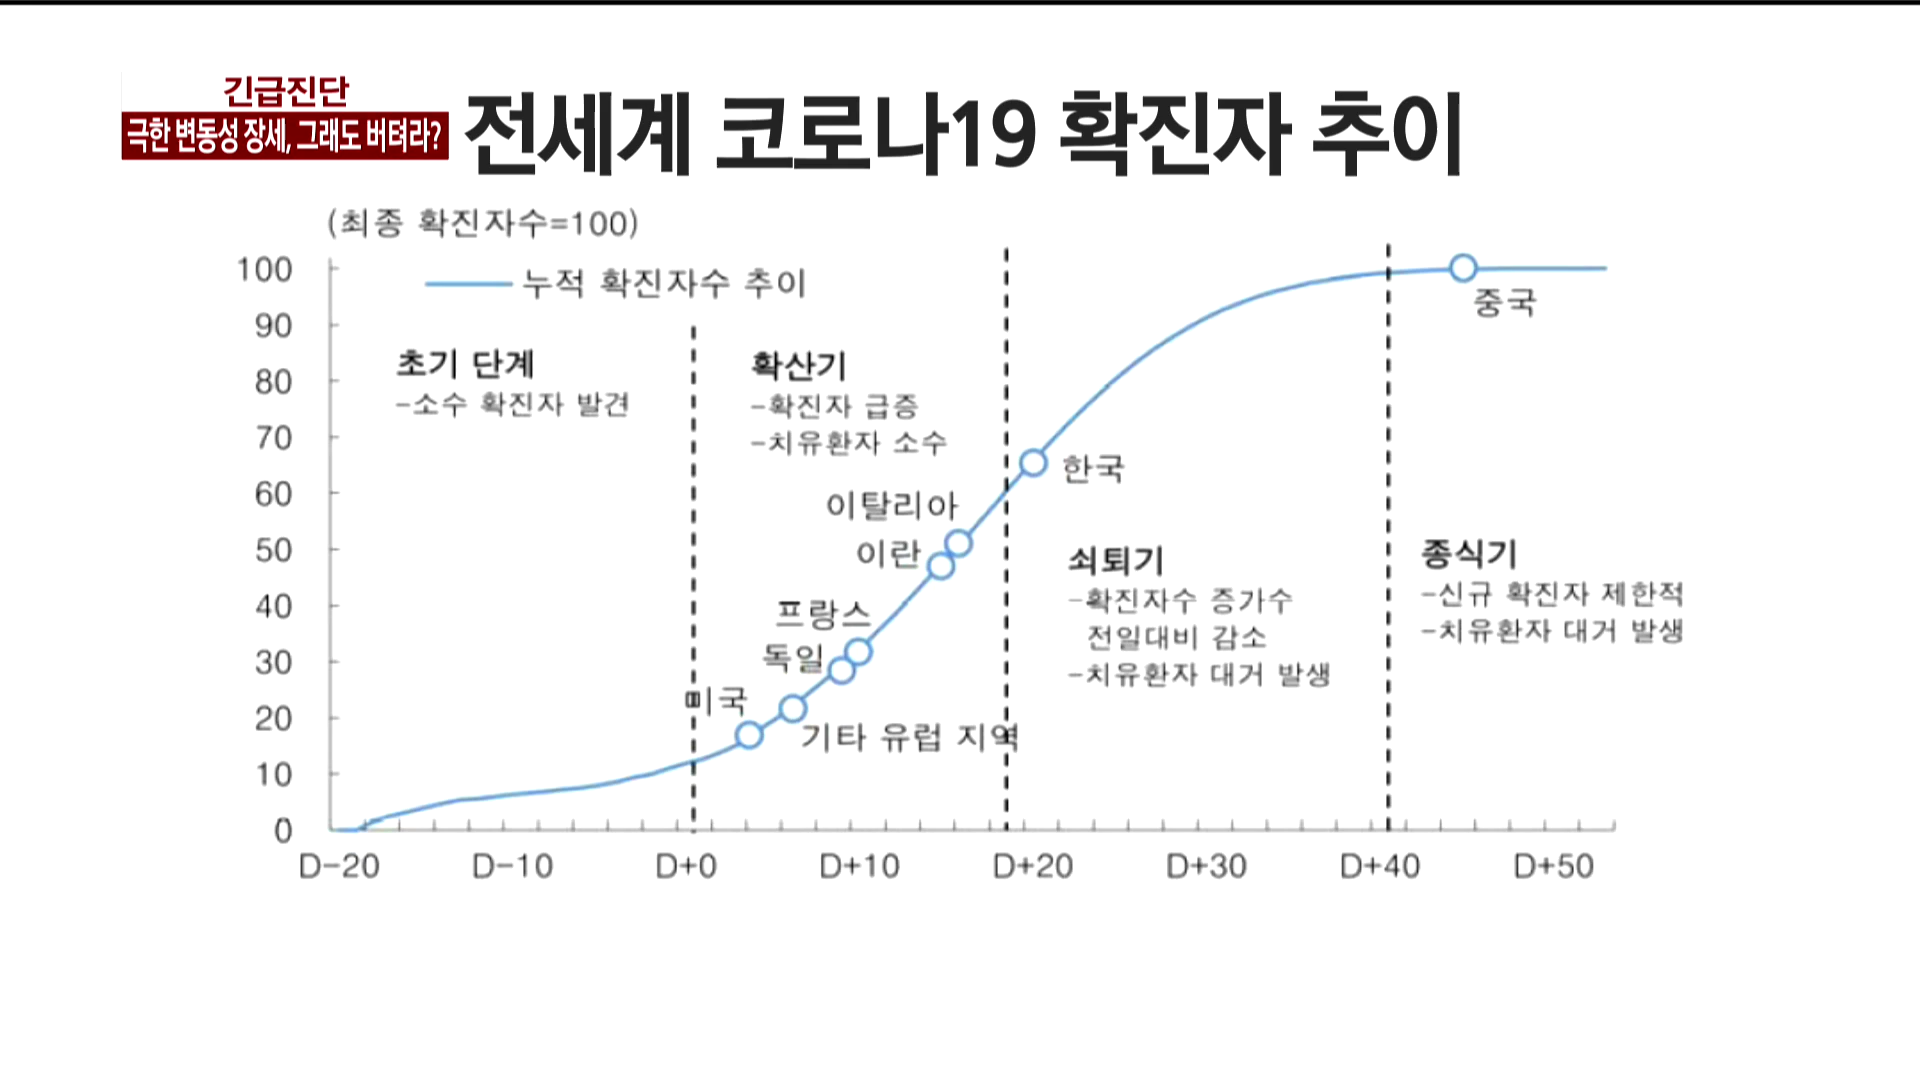 긴급진단
극한 변동성 장세, 그래도 버텨라?
전세계 코로나19 확진자 추이
(최종 확진자수=100)
누적 확진자수 추이
100
90
80
70
60
50
40
30
20
10
0
초기 단계
-소수 확진자 발견
확산기
-확진자 급증
-치유환자 소수
중국
한국
이탈리아
이란
프랑스
독일
미국
기타 유럽 지역
쇠퇴기
-확진자수 증가수
전일대비 감소
-치유환자 대거 발생
종식기
-신규 확진자 제한적
-치유환자 대거 발생
D-20 D-10 D+0 D+10 D+20 D+30 D+40 D+50